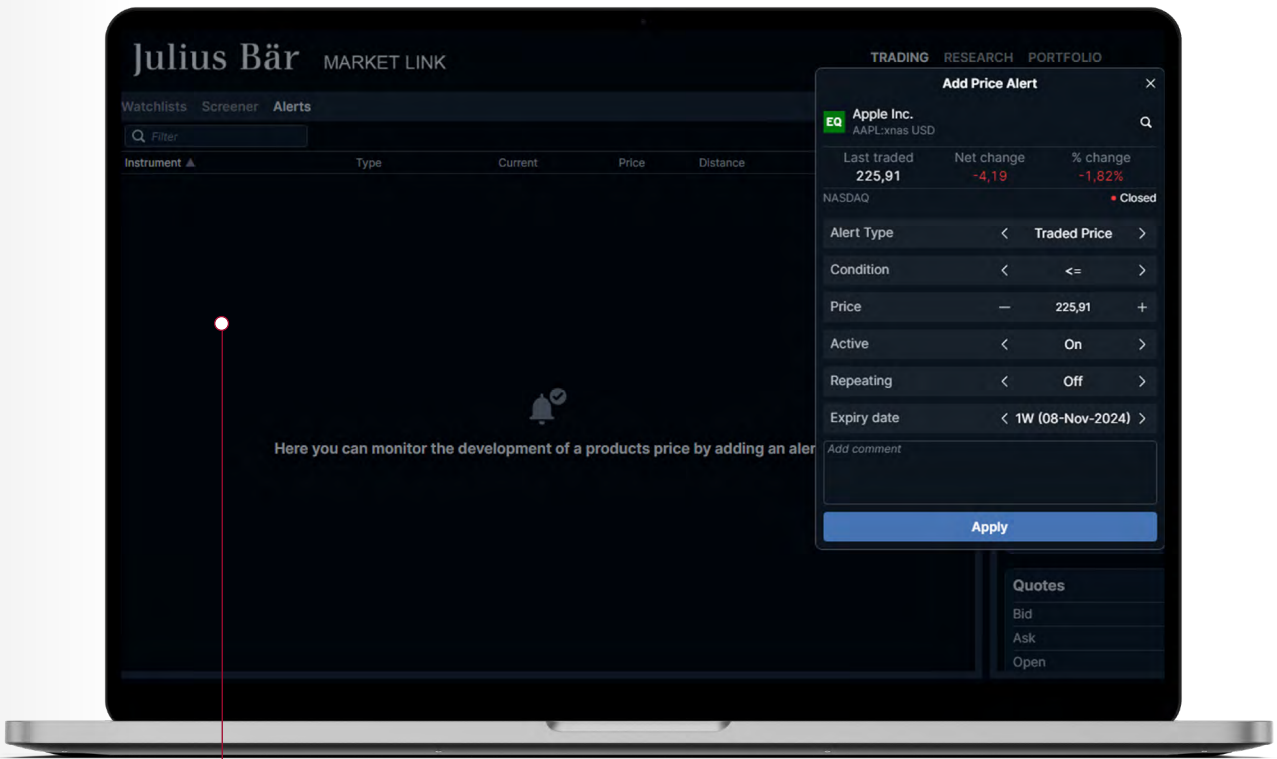 Julius Bär MARKET LINK
TRADING RESEARCH PORTFOLIO
Watchlists Screener Alerts
Filter
Instrument Type Current Price Distance
Here you can monitor the development of a products price by adding an aler
Add Price Alert
EQ
Apple Inc.
AAPL:xnas USD
Last traded Net change % change
225,91 -4,19 -1,82%
NASDAQ Closed
Alert Type Traded Price
Condition <=
Price — 225,91 +
Active On
Repeating Off
Expiry date 1W (08-Nov-2024)
Add comment
Apply
Quotes
Bid
Ask
Open